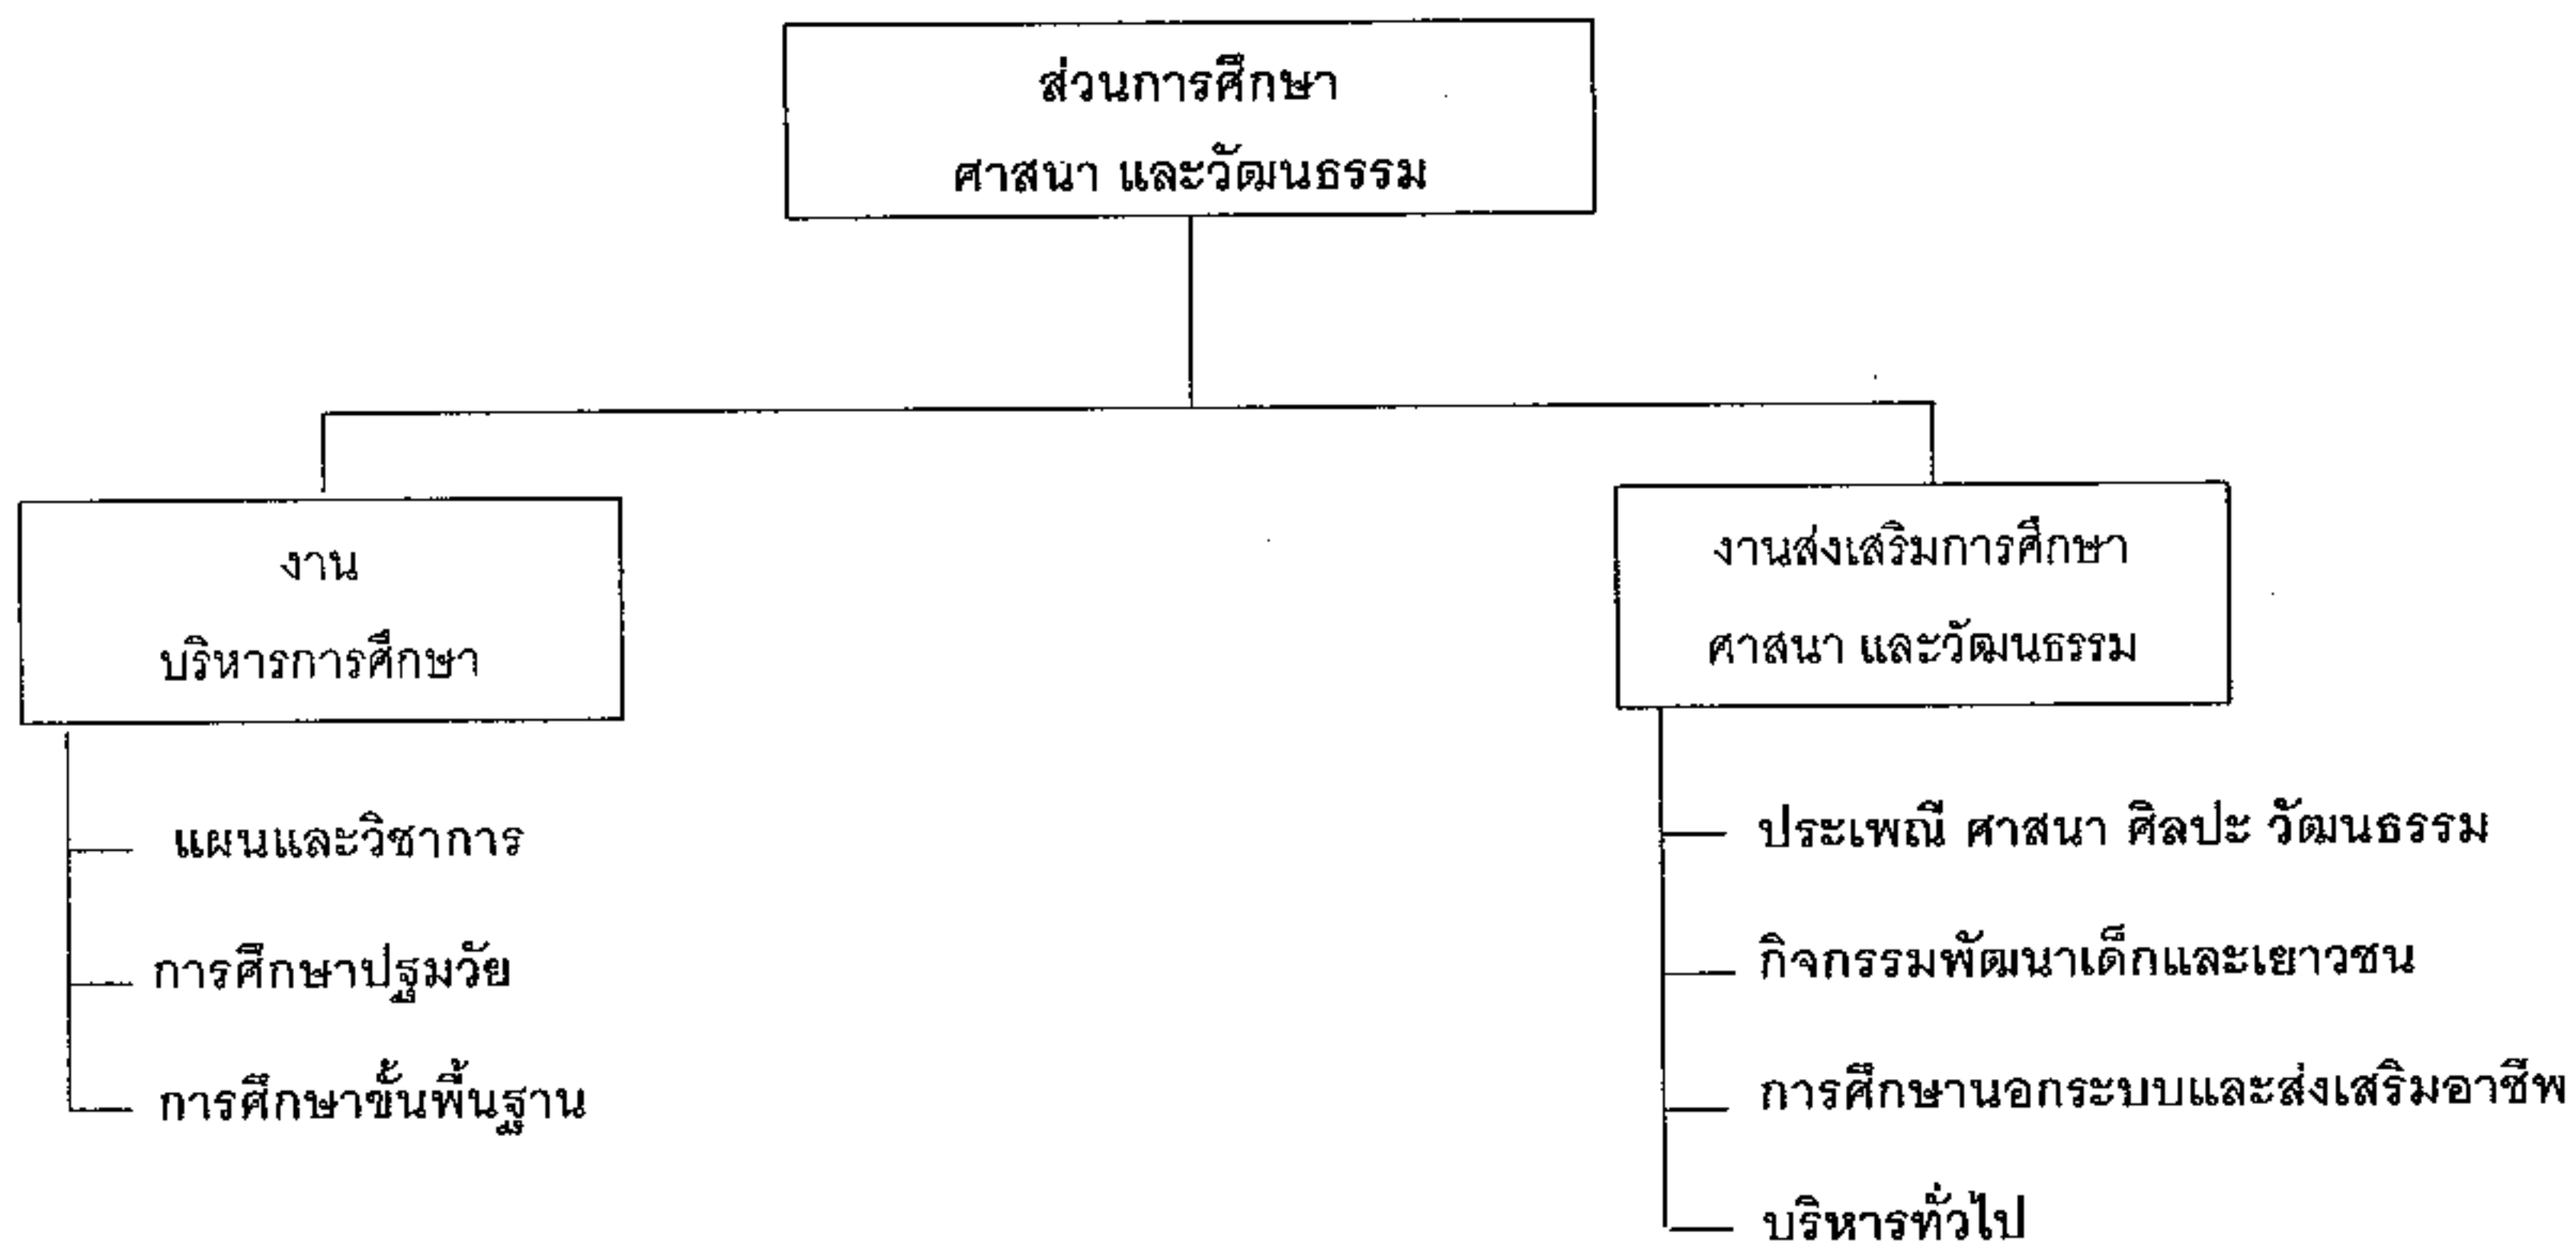 ส่วนการศึกษา
ศาสนา และวัฒนธรรม
งาน
บริหารการศึกษา
แผนและวิชาการ
การศึกษาปฐมวัย
การศึกษาขั้นพื้นฐาน
งานส่งเสริมการศึกษา
ศาสนา และวัฒนธรรม
ประเพณี ศาสนา ศิลปะ วัฒนธรรม
กิจกรรมพัฒนาเด็กและเยาวชน
การศึกษานอกระบบและส่งเสริมอาชีพ
บริหารทั่วไป